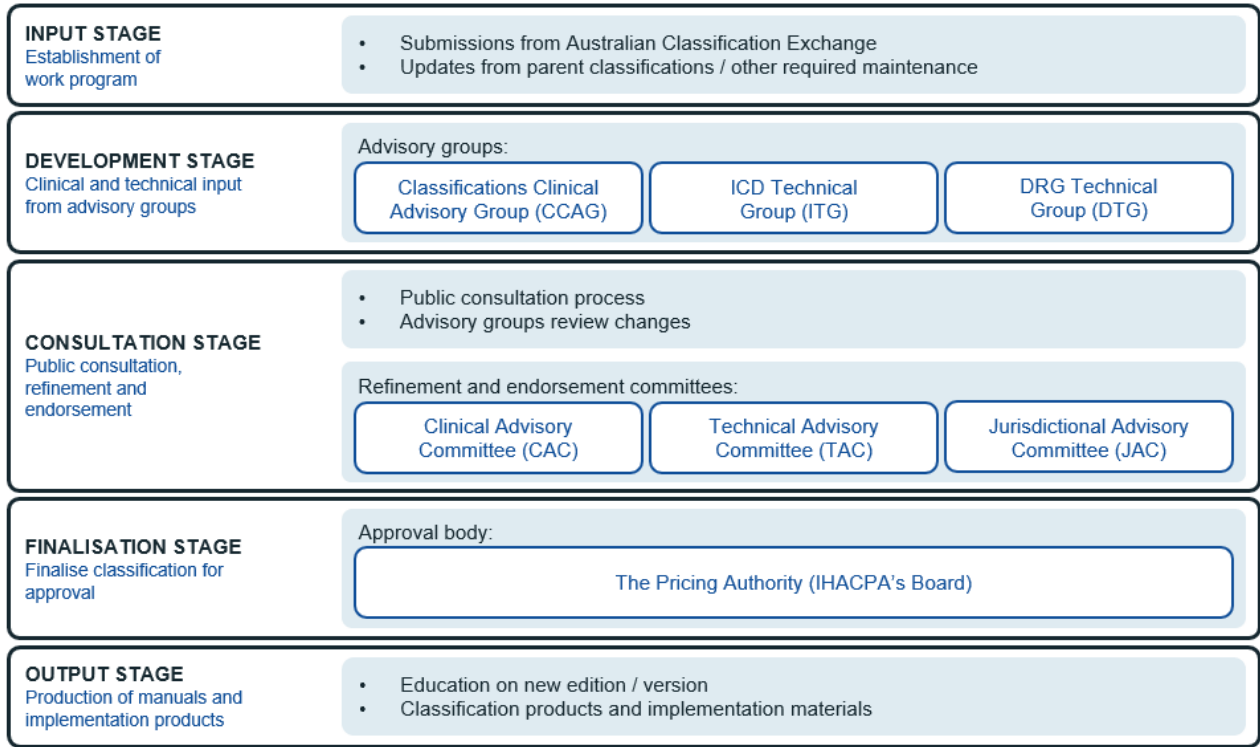 INPUT STAGE
Establishment of
work program
• Submissions from Australian Classification Exchange
• Updates from parent classifications / other required maintenance
DEVELOPMENT STAGE
Clinical and technical input
from advisory groups
Advisory groups:
Classifications Clinical
Advisory Group (CCAG)
ICD Technical
Group (ITG)
DRG Technical
Group (DTG)
CONSULTATION STAGE
Public consultation,
refinement and
endorsement
• Public consultation process
• Advisory groups review changes
Refinement and endorsement committees:
Clinical Advisory
Committee (CAC)
Technical Advisory
Committee (TAC)
Jurisdictional Advisory
Committee (JAC)
FINALISATION STAGE
Finalise classification for
approval
Approval body:
The Pricing Authority (IHACPA's Board)
OUTPUT STAGE
Production of manuals and
implementation products
• Education on new edition / version
• Classification products and implementation materials